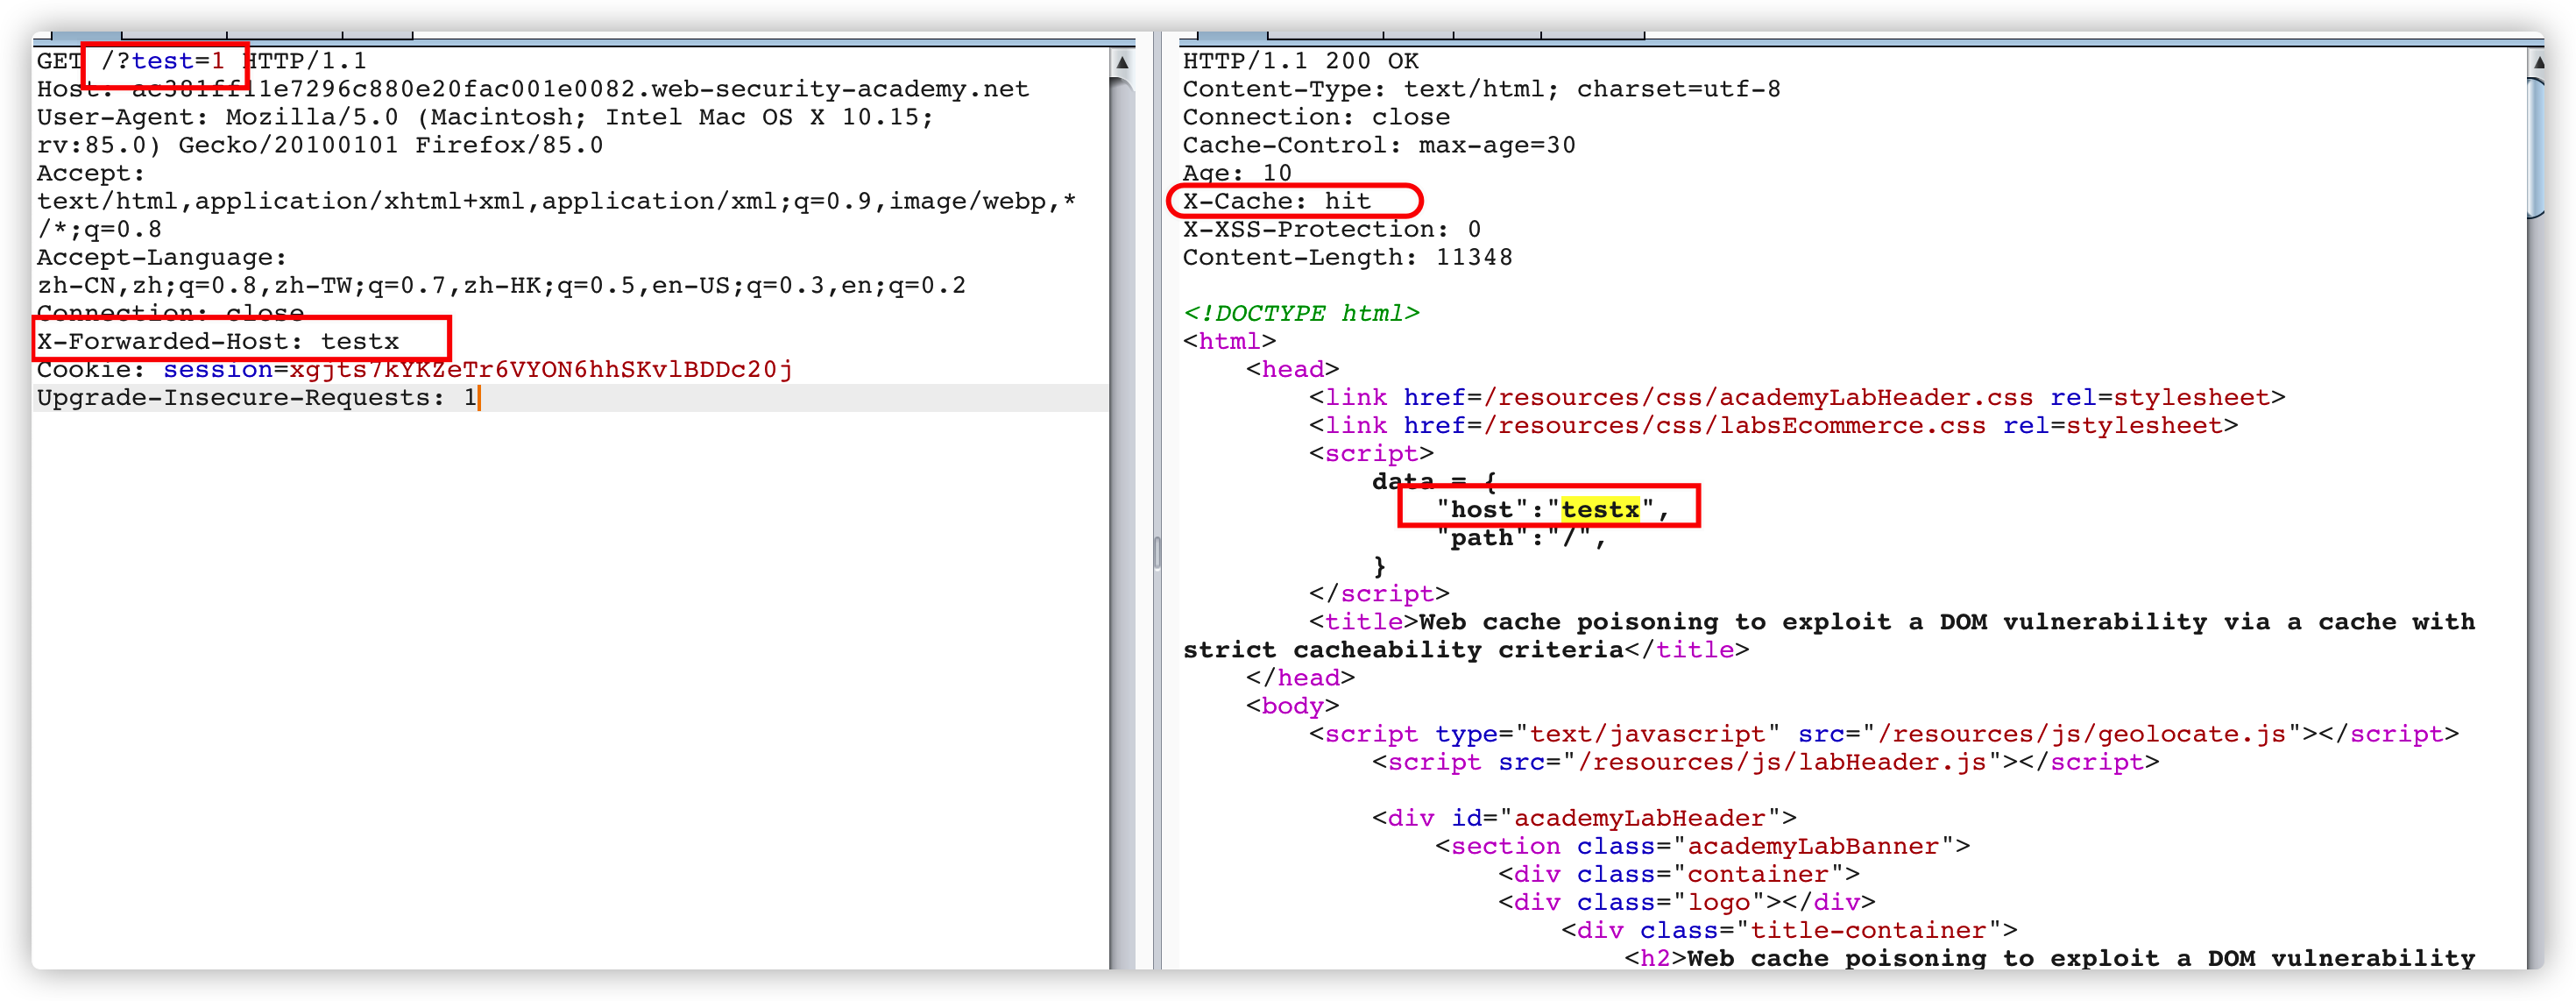 GET /?test=1 HTTP/1.1
Host: ac381ff11e7296c880e20fac001e0082.web-security-academy.net
User-Agent: Mozilla/5.0 (Macintosh; Intel Mac OS X 10.15;
rv:85.0) Gecko/20100101 Firefox/85.0
Accept:
text/html,application/xhtml+xml,application/xml;q=0.9,image/webp,*
/*;q=0.8
Accept-Language:
zh-CN,zh;q=0.8,zh-TW;q=0.7,zh-HK;q=0.5,en-US;q=0.3,en;q=0.2
Connection: close
X-Forwarded-Host: testx
Cookie: session=xgjts7kYKZeTr6VYON6hhSKvlBDDc20j
Upgrade-Insecure-Requests: 1
HTTP/1.1 200 OK
Content-Type: text/html; charset=utf-8
Connection: close
Cache-Control: max-age=30
Age: 10
X-Cache: hit
X-XSS-Protection: 0
Content-Length: 11348
<!DOCTYPE html>
<html>
<head>
<link href=/resources/css/academyLabHeader.css rel=stylesheet>
<link href=/resources/css/labsEcommerce.css rel=stylesheet>
<script>
data = {
"host":"testx",
"path":"/",
}
</script>
<title>Web cache poisoning to exploit a DOM vulnerability via a cache with
strict cacheability criteria</title>
</head>
<body>
<script type="text/javascript" src="/resources/js/geolocate.js"></script>
<script src="/resources/js/labHeader.js"></script>
<div id="academyLabHeader">
<section class="academyLabBanner">
<div class="container">
<div class="logo"></div>
<div class="title-container">
<h2>Web cache poisoning to exploit a DOM vulnerability